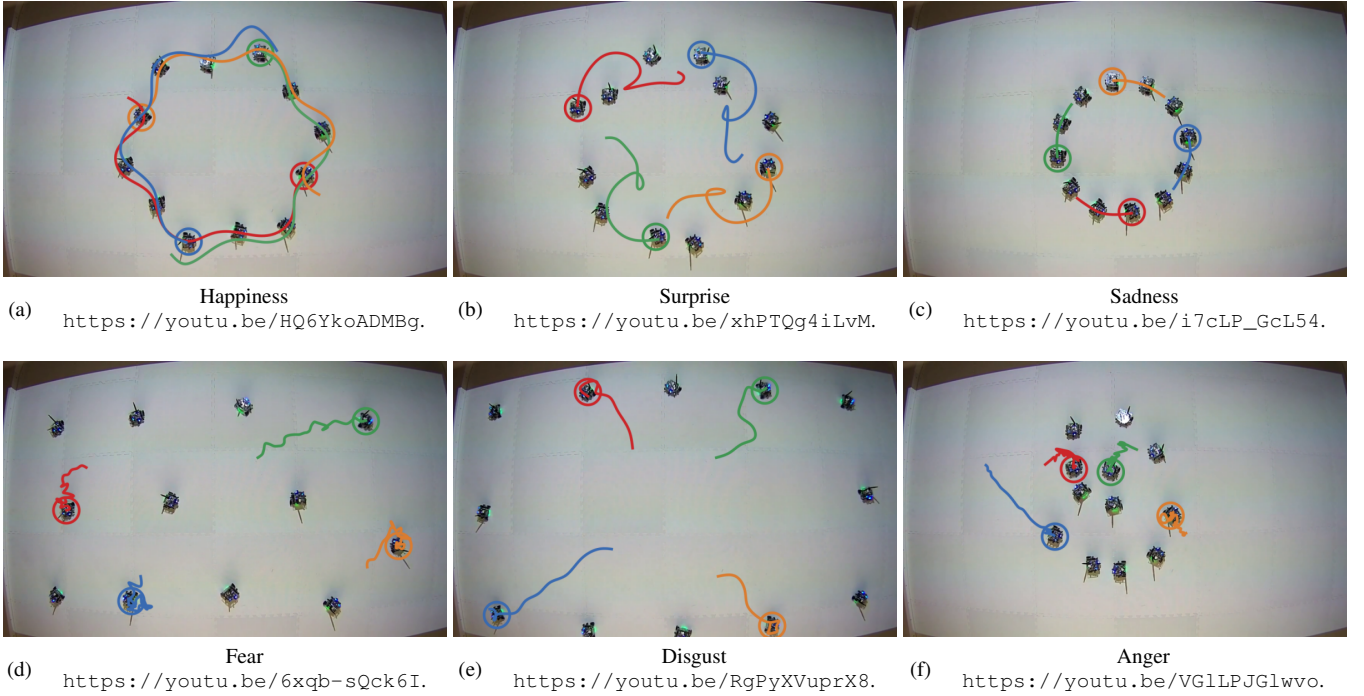 Happiness
(a)
https://youtu.be/HQ6YkoADMBg.
Surprise
(b)
https://youtu.be/xhPTQg4iLvM.
Sadness
(c)
https://youtu.be/i7cLP_GcL54.
Fear
(d)
https://youtu.be/6xqb-sQck6I.
Disgust
(e)
https://youtu.be/RgPyXVuprX8.
Anger
(f)
https://youtu.be/VGlLPJGlwvo.